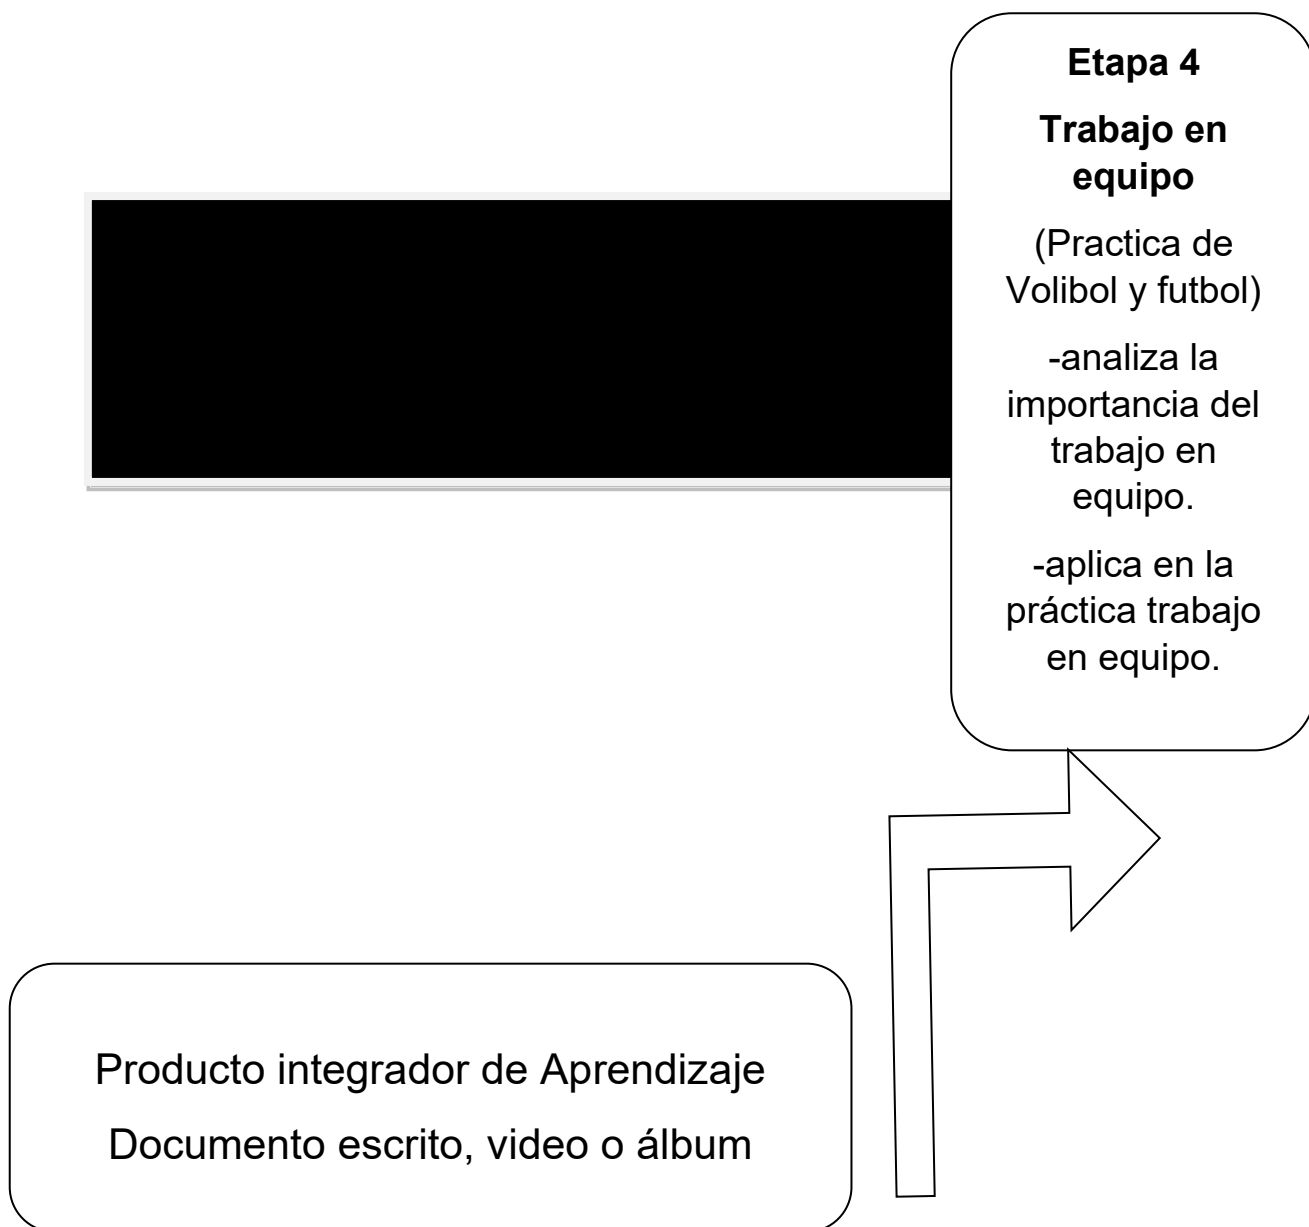 Etapa 4
Trabajo en
equipo
(Practica de
Volibol y futbol)
-analiza la
importancia del
trabajo en
equipo.
-aplica en la
práctica trabajo
en equipo.
Producto integrador de Aprendizaje
Documento escrito, video o álbum